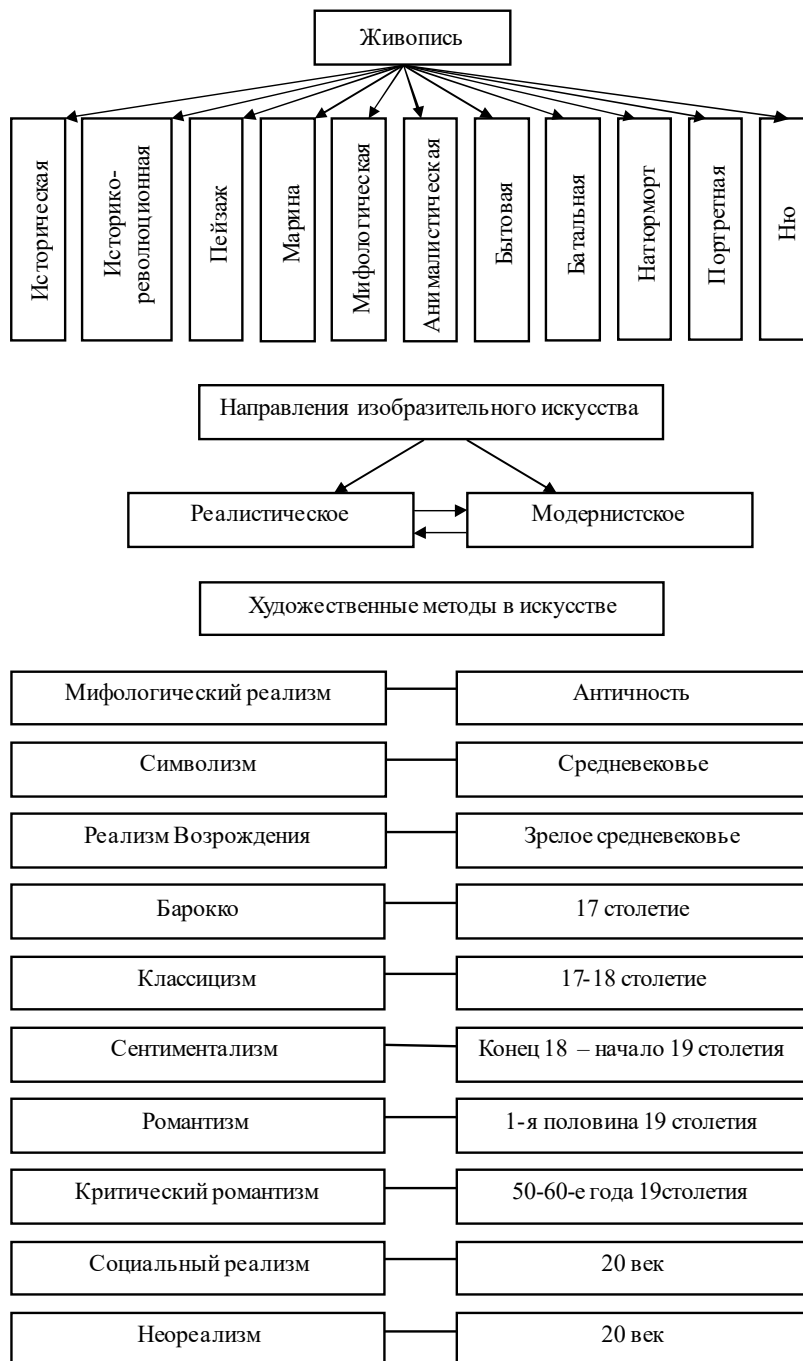 Живопись
Историческая
Историко-
революционная
Пейзаж
Марина
Мифологическая
Анималистическая
Бытовая
Батальная
Натюрморт
Портретная
Ню
Направления изобразительного искусства
Реалистическое
Модернистское
Художественные методы в искусстве
Мифологический реализм
Античность
Символизм
Средневековье
Реализм Возрождения
Зрелое средневековье
Барокко
17 столетие
Классицизм
17-18 столетие
Сентиментализм
Конец 18 – начало 19 столетия
Романтизм
1-я половина 19 столетия
Критический романтизм
50-60-е года 19столетия
Социальный реализм
20 век
Неореализм
20 век